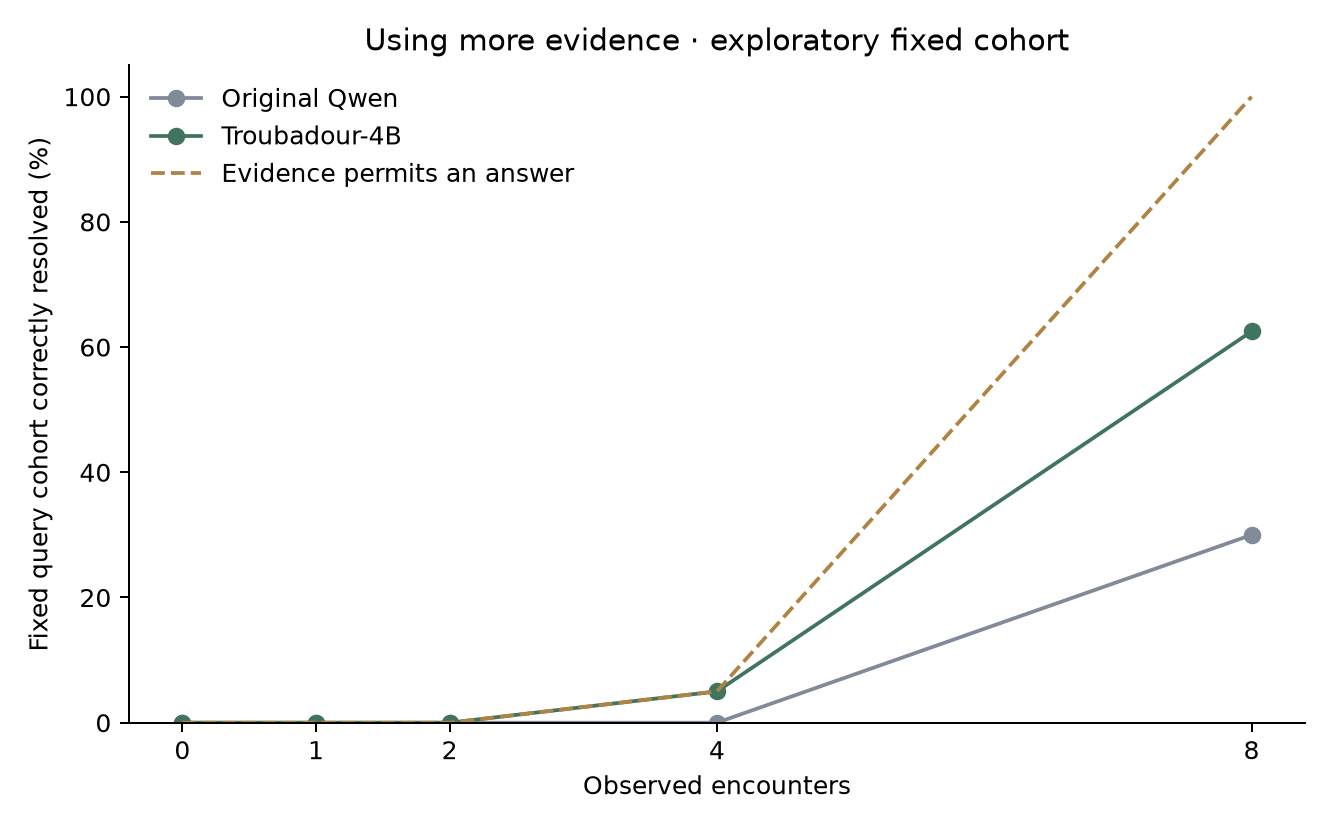 Using more evidence · exploratory fixed cohort
Original Qwen
Troubadour-4B
Evidence permits an answer
Fixed query cohort correctly resolved (%)
100
80
60
40
20
0
0 1 2 4 8
Observed encounters